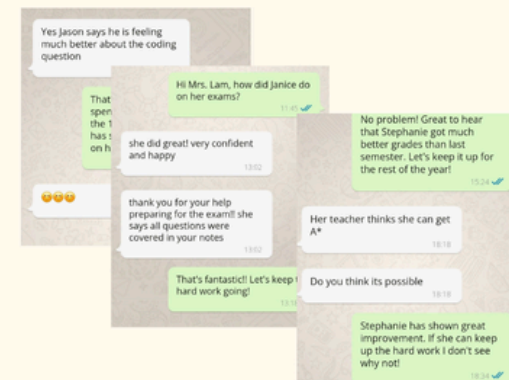 Yes Jason says he is feeling
much better about the coding
question
That
spen
the 1
has s
on h
Hi Mrs. Lam, how did Janice do
on her exams?
11:45
she did great! very confident
and happy
13:02
thank you for your help
preparing for the exam!! she
says all questions were
covered in your notes
13:02
That's fantastic!! Let's keep t
hard work going!
13:18
No problem! Great to hear
that Stephanie got much
better grades than last
semester. Let's keep it up for
the rest of the year!
15:24
Her teacher thinks she can get
A*
18:18
Do you think its possible
18:18
Stephanie has shown great
improvement. If she can keep
up the hard work I don't see
why not!
18:34